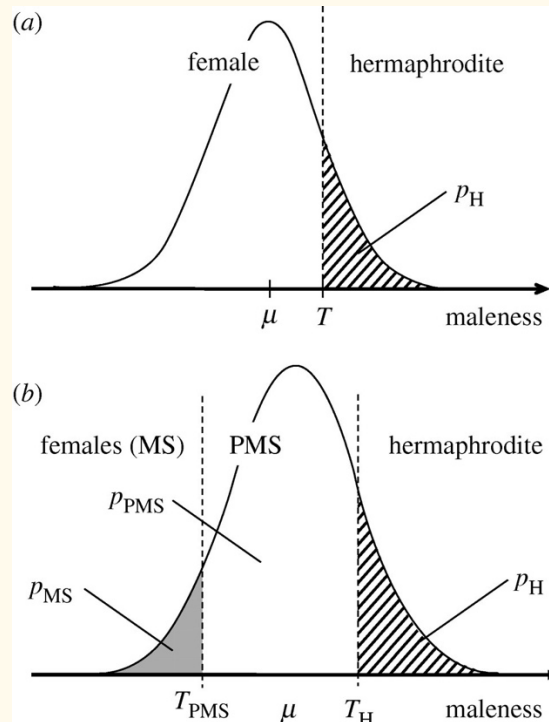 (a)
female
hermaphrodite
pH
μ
T
maleness
(b)
females (MS)
PMS
hermaphrodite
pPMS
pMS
pH
TPMS
μ
TH
maleness